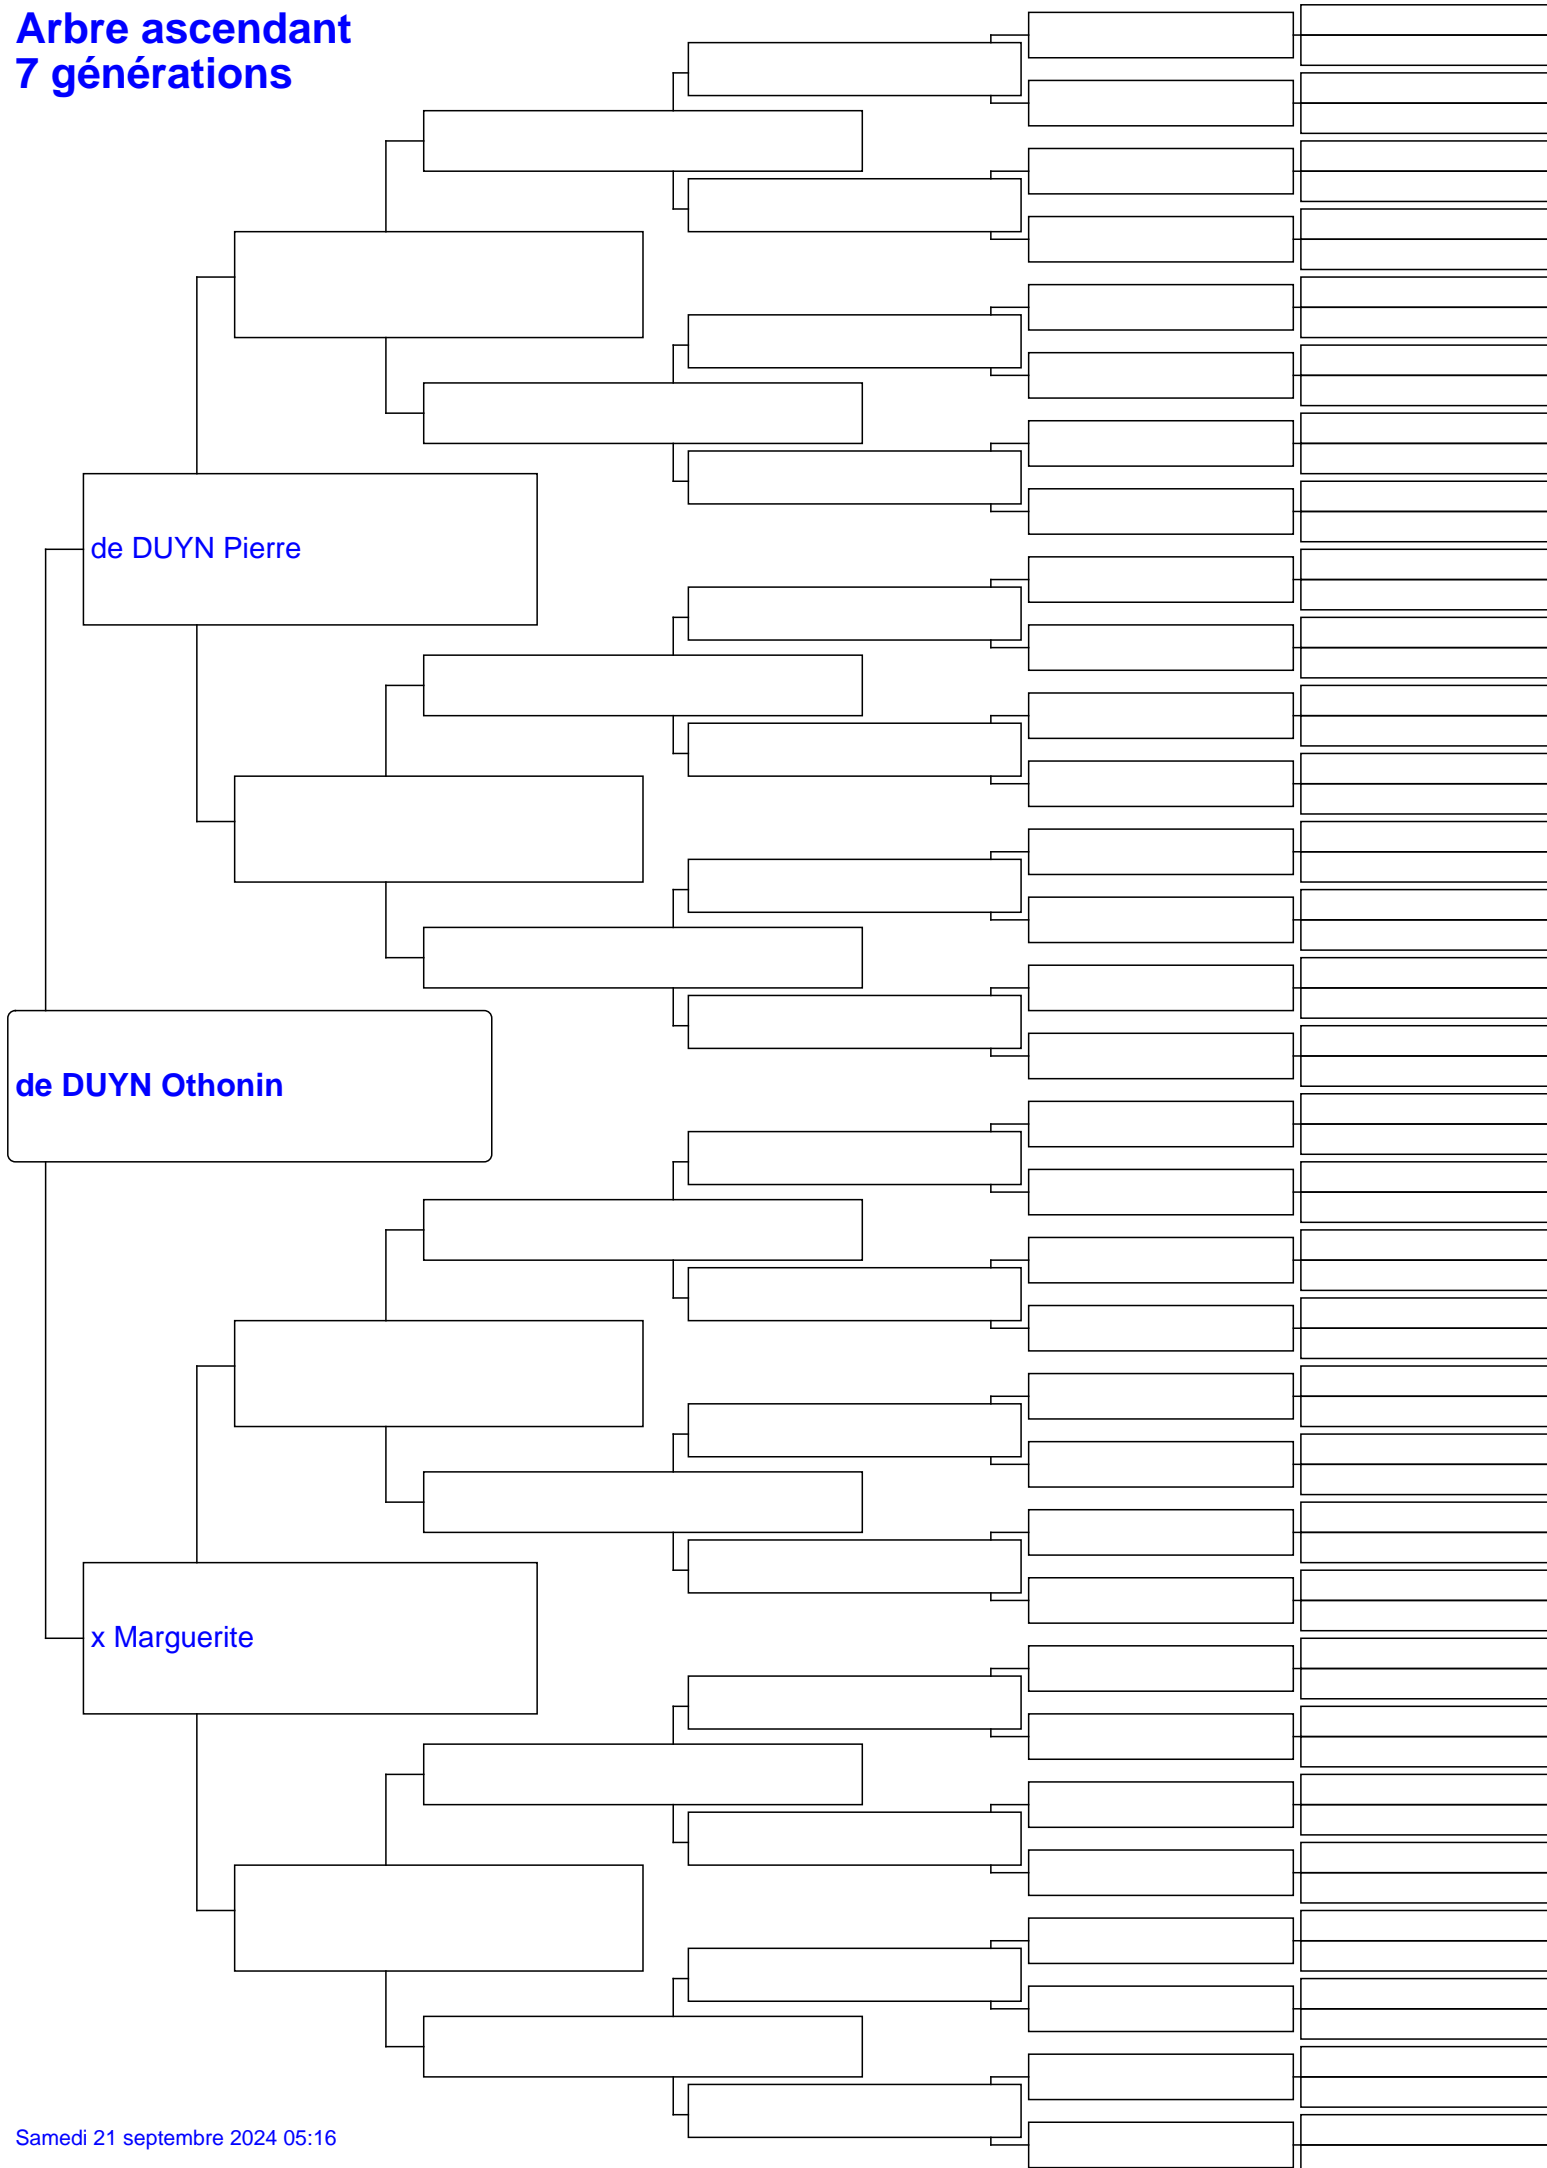 Arbre ascendant
7 générations
de DUYN Pierre
de DUYN Othonin
x Marguerite
Samedi 21 septembre 2024 05:16